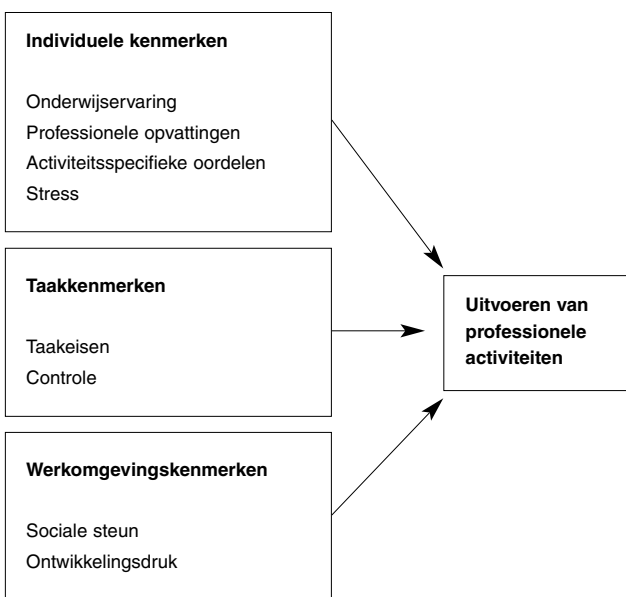 Individuele kenmerken
Onderwijservaring
Professionele opvattingen
Activiteitsspecifieke oordelen
Stress
Taakkenmerken
Taakeisen
Controle
Uitvoeren van
professionele
activiteiten
Werkomgevingskenmerken
Sociale steun
Ontwikkelingsdruk